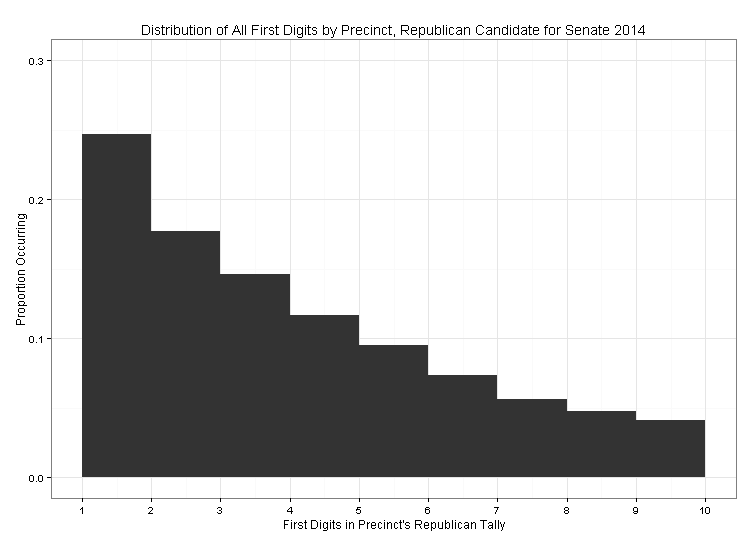 Distribution of All First Digits by Precinct, Republican Candidate for Senate 2014
0.3
0.2
0.1
0.0
Proportion Occurring
1 2 3 4 5 6 7 8 9 10
First Digits in Precinct's Republican Tally